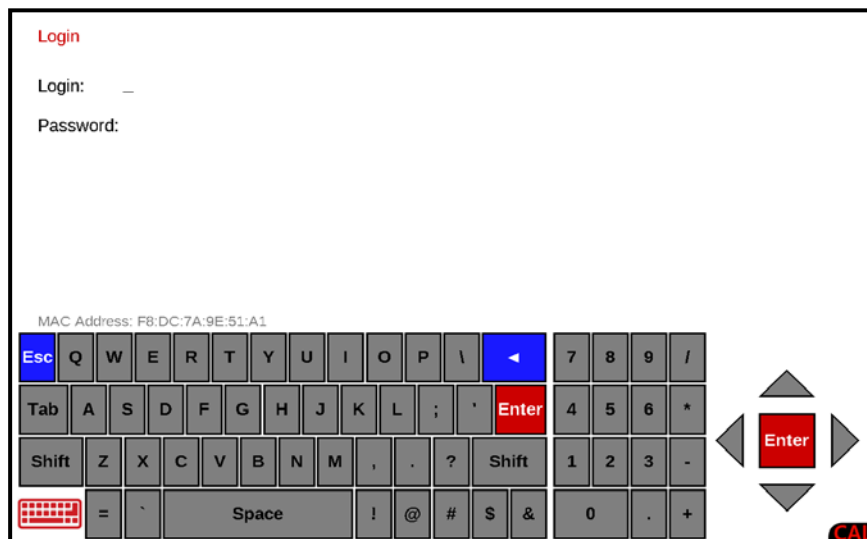 Login
Login: _
Password:
MAC Address: F8:DC:7A:9E:51:A1
Esc Q W E R T Y U I O P \ ◄ 7 8 9 /
Tab A S D F G H J K L ; ' Enter 4 5 6 *
Enter
Shift Z X C V B N M , . ? Shift 1 2 3 -
= ` Space ! @ # $ & 0 . +